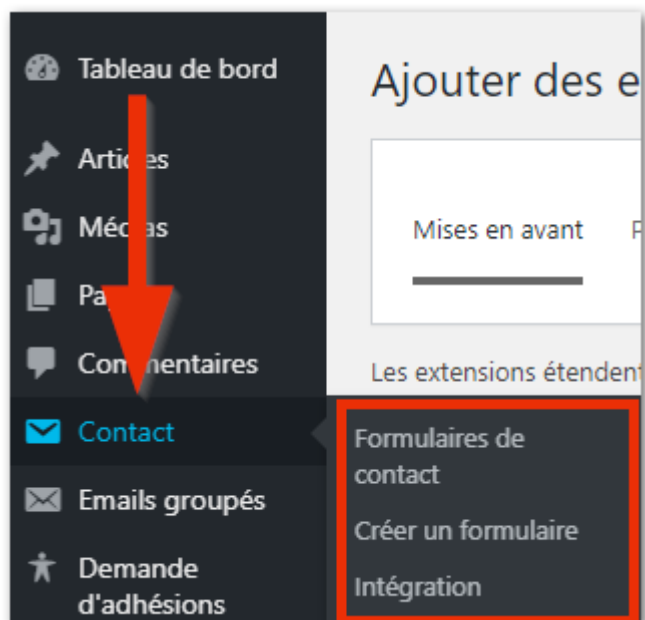 Tableau de bord
Ajouter des e
Articles
Médias
Mises en avant
Commentaires
Les extensions étendent
Contact
Formulaires de
contact
Créer un formulaire
Intégration
Emails groupés
Demande
d'adhésions